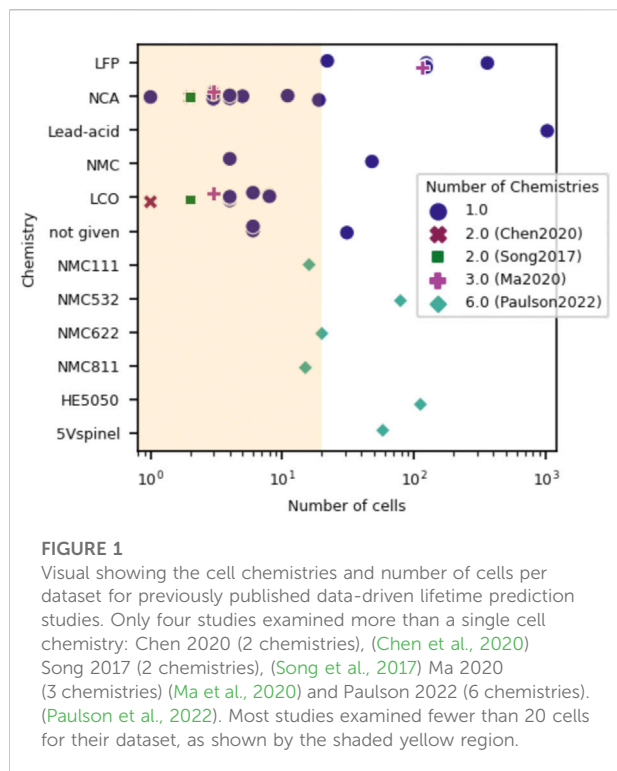 LFP
NCA
Lead-acid
NMC
LCO
not given
NMC111
NMC532
NMC622
NMC811
HE5050
5Vspinel
Chemistry
Number of Chemistries
1.0
2.0 (Chen2020)
2.0 (Song2017)
3.0 (Ma2020)
6.0 (Paulson2022)
10⁰ 10¹ 10² 10³
Number of cells
FIGURE 1
Visual showing the cell chemistries and number of cells per
dataset for previously published data-driven lifetime prediction
studies. Only four studies examined more than a single cell
chemistry: Chen 2020 (2 chemistries), (Chen et al., 2020)
Song 2017 (2 chemistries), (Song et al., 2017) Ma 2020
(3 chemistries) (Ma et al., 2020) and Paulson 2022 (6 chemistries).
(Paulson et al., 2022). Most studies examined fewer than 20 cells
for their dataset, as shown by the shaded yellow region.